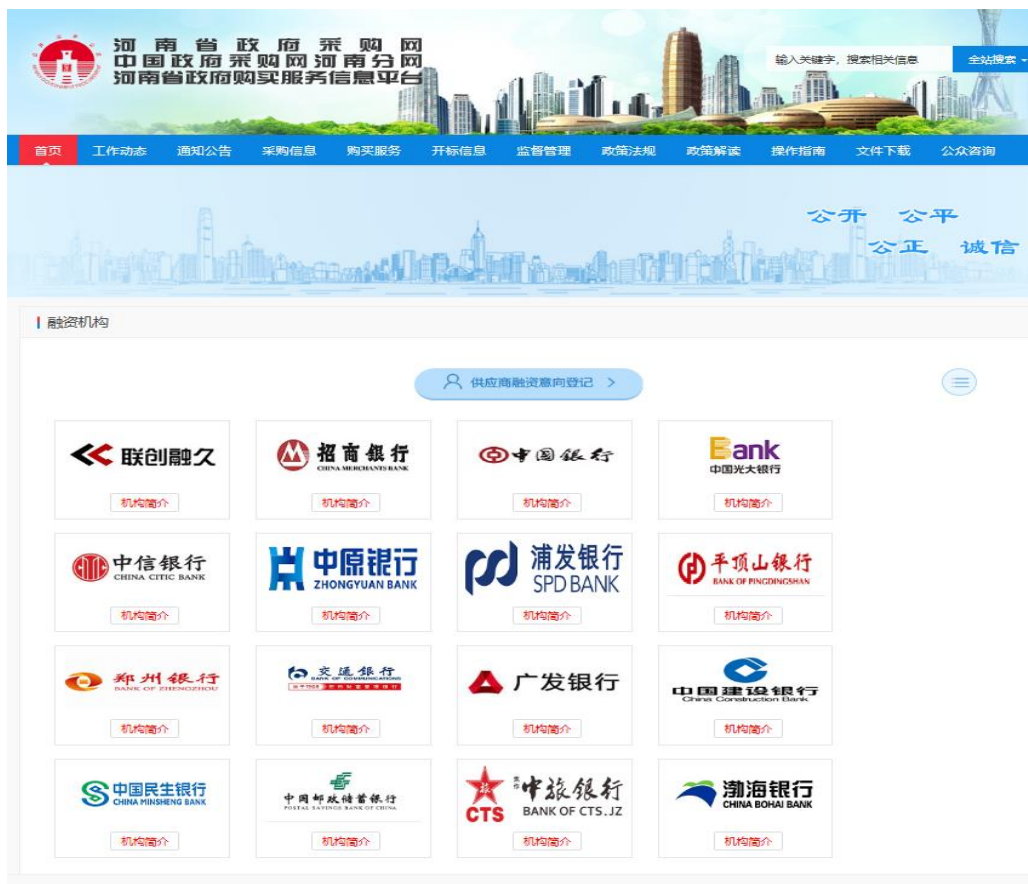 河南省政府采购网
中国政府采购网河南分网
河南省政府购买服务信息平台
输入关键字，搜索相关信息 全站搜索
首页 工作动态 通知公告 采购信息 购买服务 开标信息 监督管理 政策法规 政策解读 操作指南 文件下载 公众咨询
公开 公平
公正 诚信
融资机构
供应商融资意向登记 >
联创融久 招商银行 中国银行 Bank
CHINA MERCHANTS BANK 中国光大银行
机构简介 机构简介 机构简介 机构简介
中信银行 中原银行 浦发银行 平顶山银行
CHINA CITIC BANK ZHONGYUAN BANK SPD BANK BANK OF PINGDINGSHAN
机构简介 机构简介 机构简介 机构简介
郑州银行 交通银行 广发银行 中国建设银行
BANK OF ZHENGZHOU BANK OF COMMUNICATIONS China Construction Bank
机构简介 机构简介 机构简介 机构简介
中国民生银行 中国邮政储蓄银行 焦作中旅银行 渤海银行
CHINA MINSHENG BANK POSTAL SAVINGS BANK OF CHINA CTS BANK OF CTS.JZ CHINA BOHAI BANK
机构简介 机构简介 机构简介 机构简介